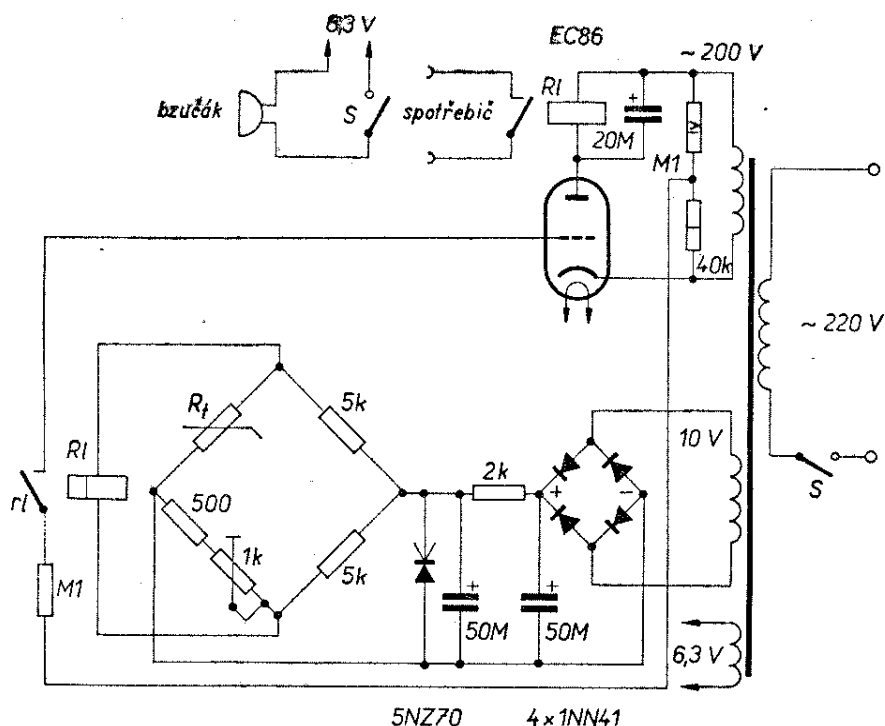 6,3 V
EC86
~ 200 V
bzučák
S
spotřebič
Rl
+
20M
M1
40k
~ 220 V
S
Rt
5k
Rl
rl
500
1k
5k
M1
2k
+
–
10 V
+
50M
+
50M
6,3 V
5NZ70
4 × 1NN41